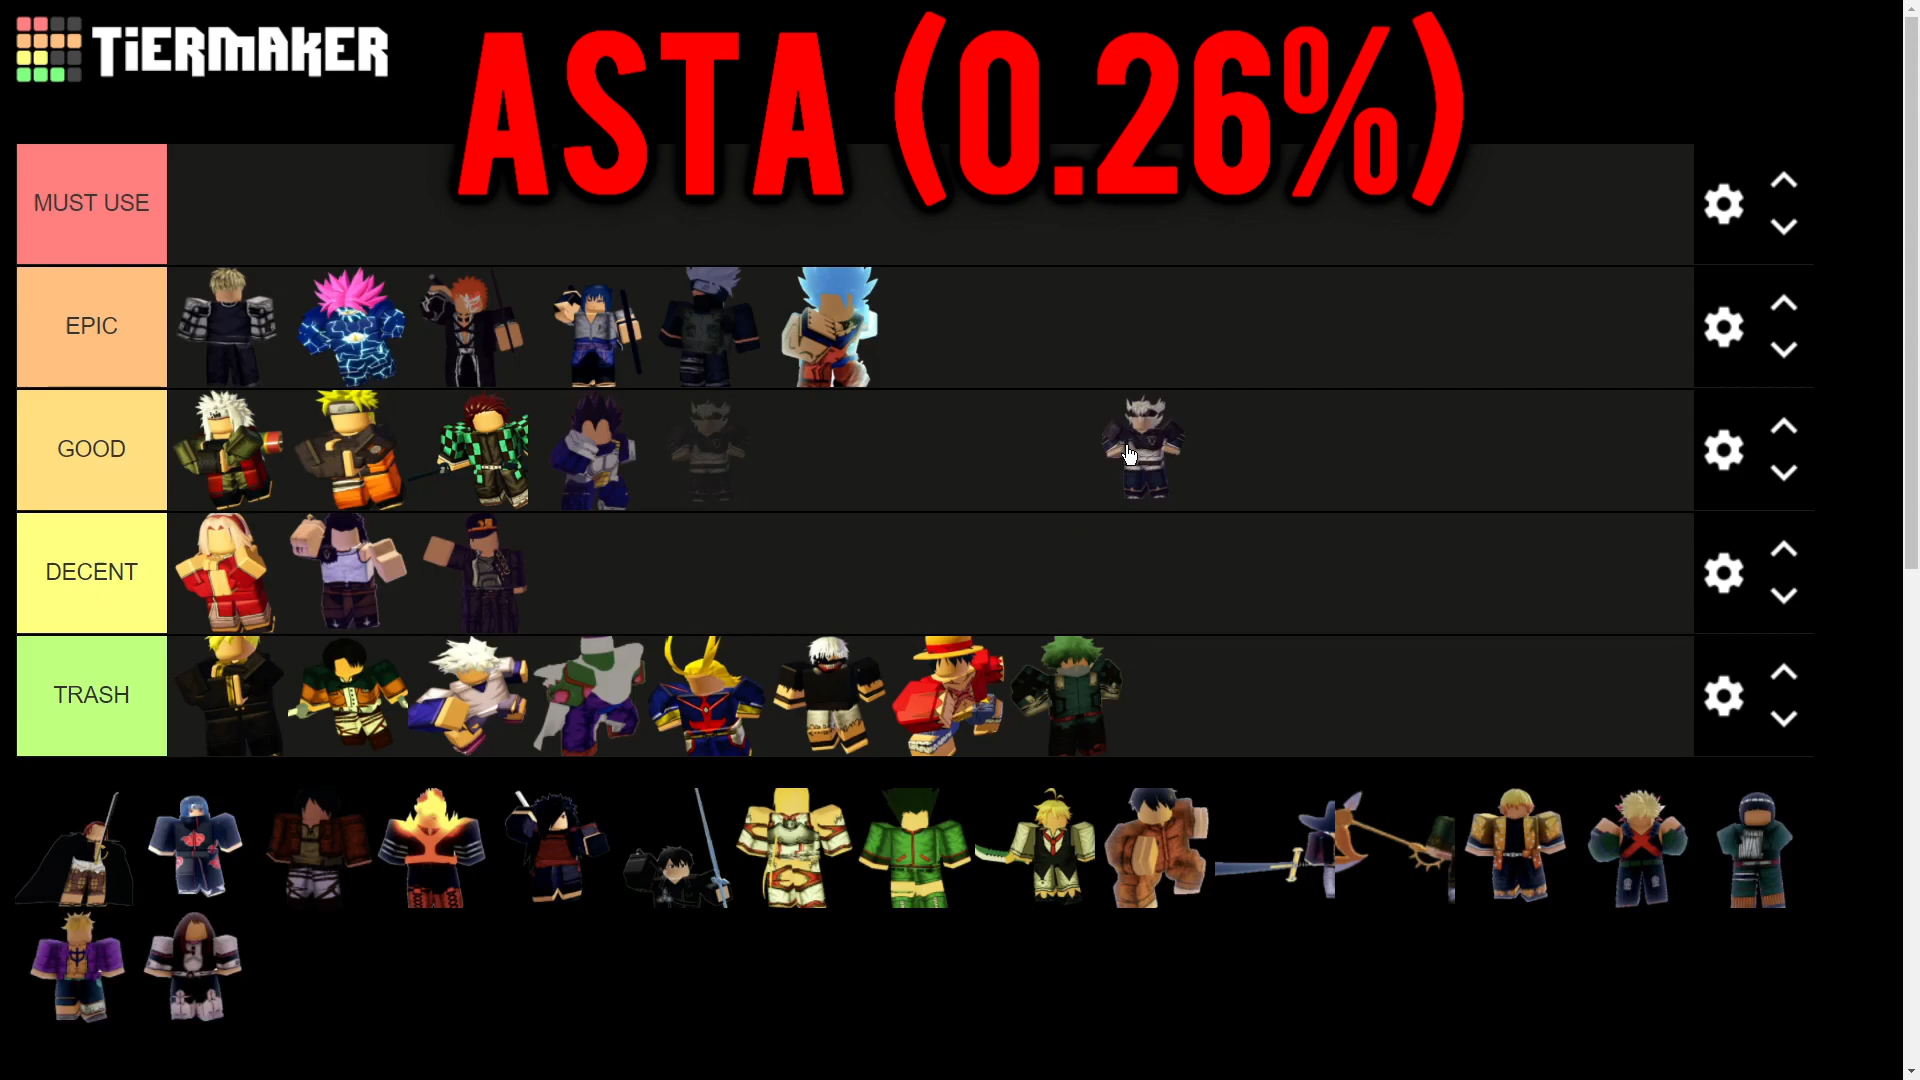 TiERMAKER
ASTA (0.26%)
MUST USE
EPIC
GOOD
DECENT
TRASH